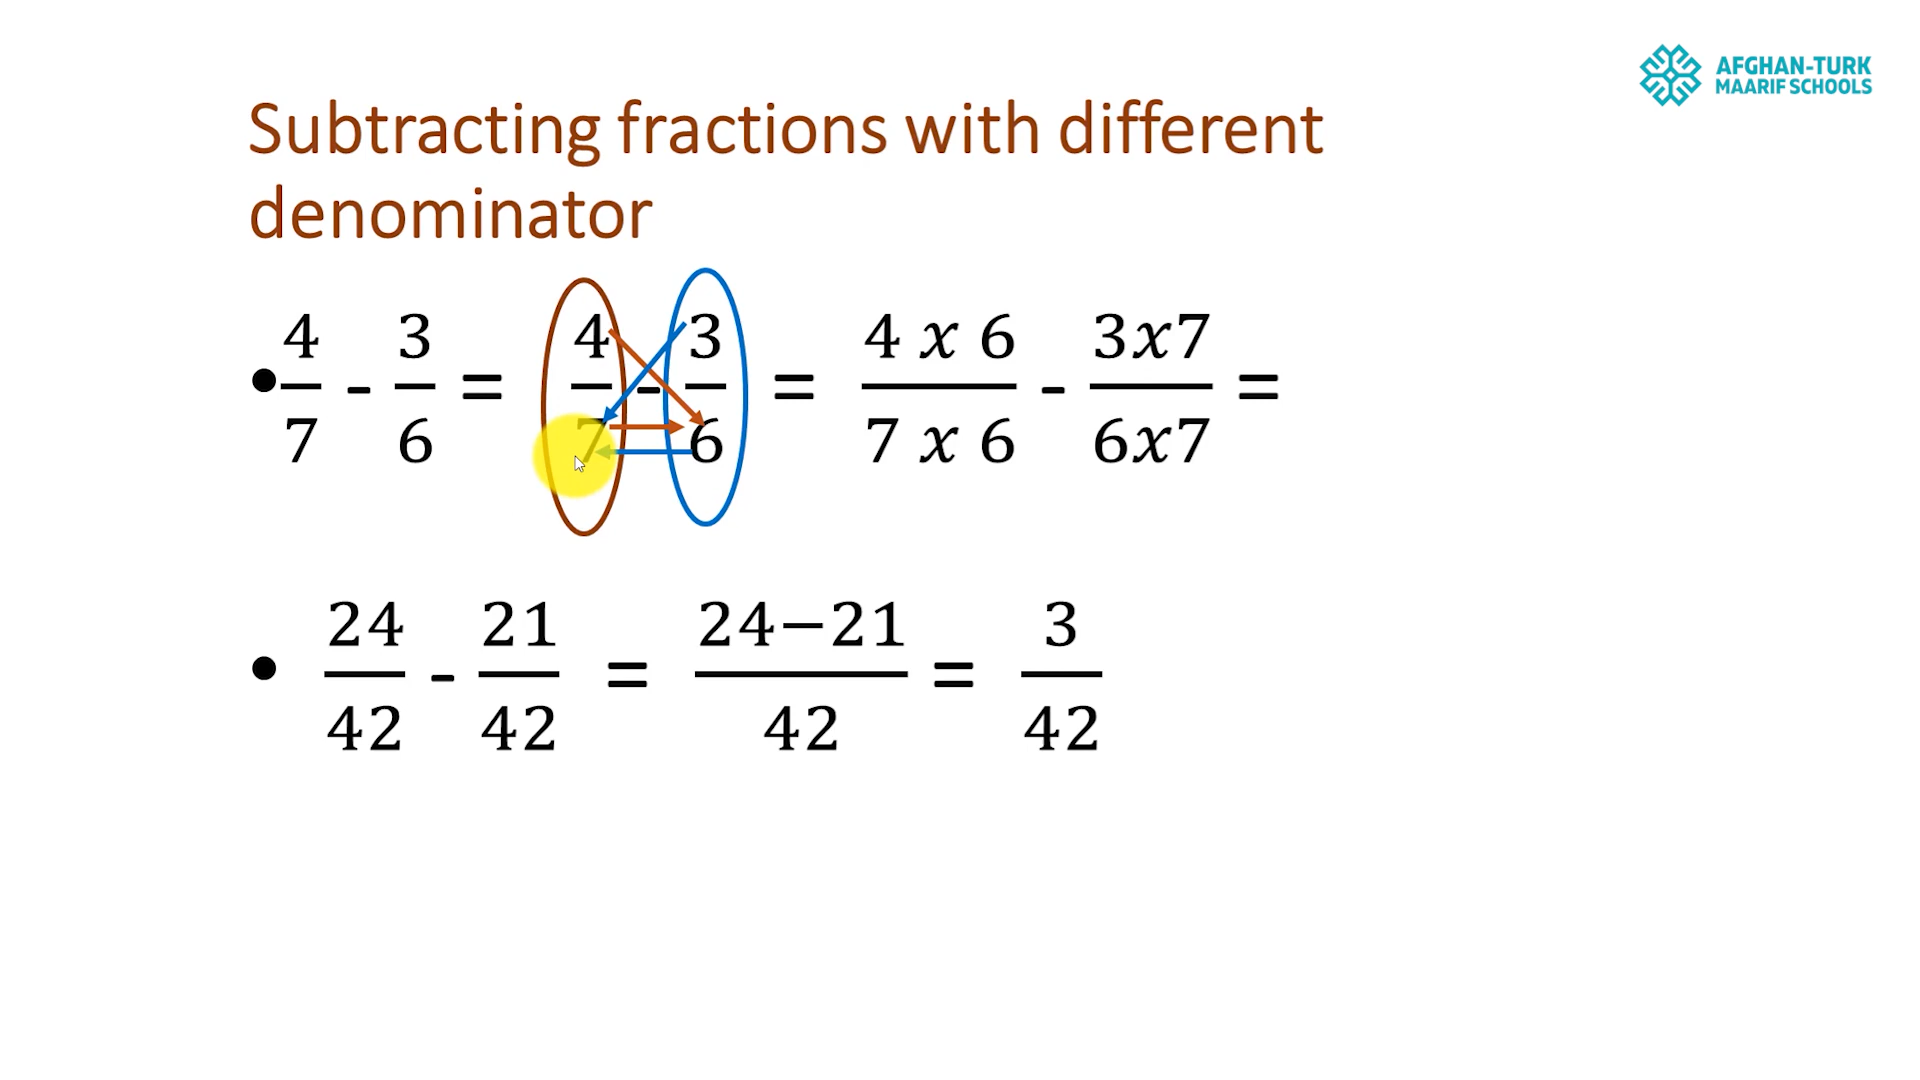 AFGHAN-TURK
MAARIF SCHOOLS
Subtracting fractions with different
denominator
• 4/7 - 3/6 = 4/7 - 3/6 = 4 x 6/7 x 6 - 3x7/6x7 =
• 24/42 - 21/42 = 24−21/42 = 3/42